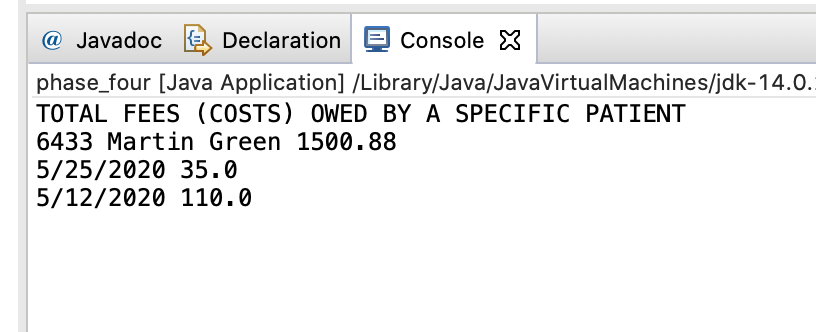 @ Javadoc Declaration Console
phase_four [Java Application] /Library/Java/JavaVirtualMachines/jdk-14.0.
TOTAL FEES (COSTS) OWED BY A SPECIFIC PATIENT
6433 Martin Green 1500.88
5/25/2020 35.0
5/12/2020 110.0